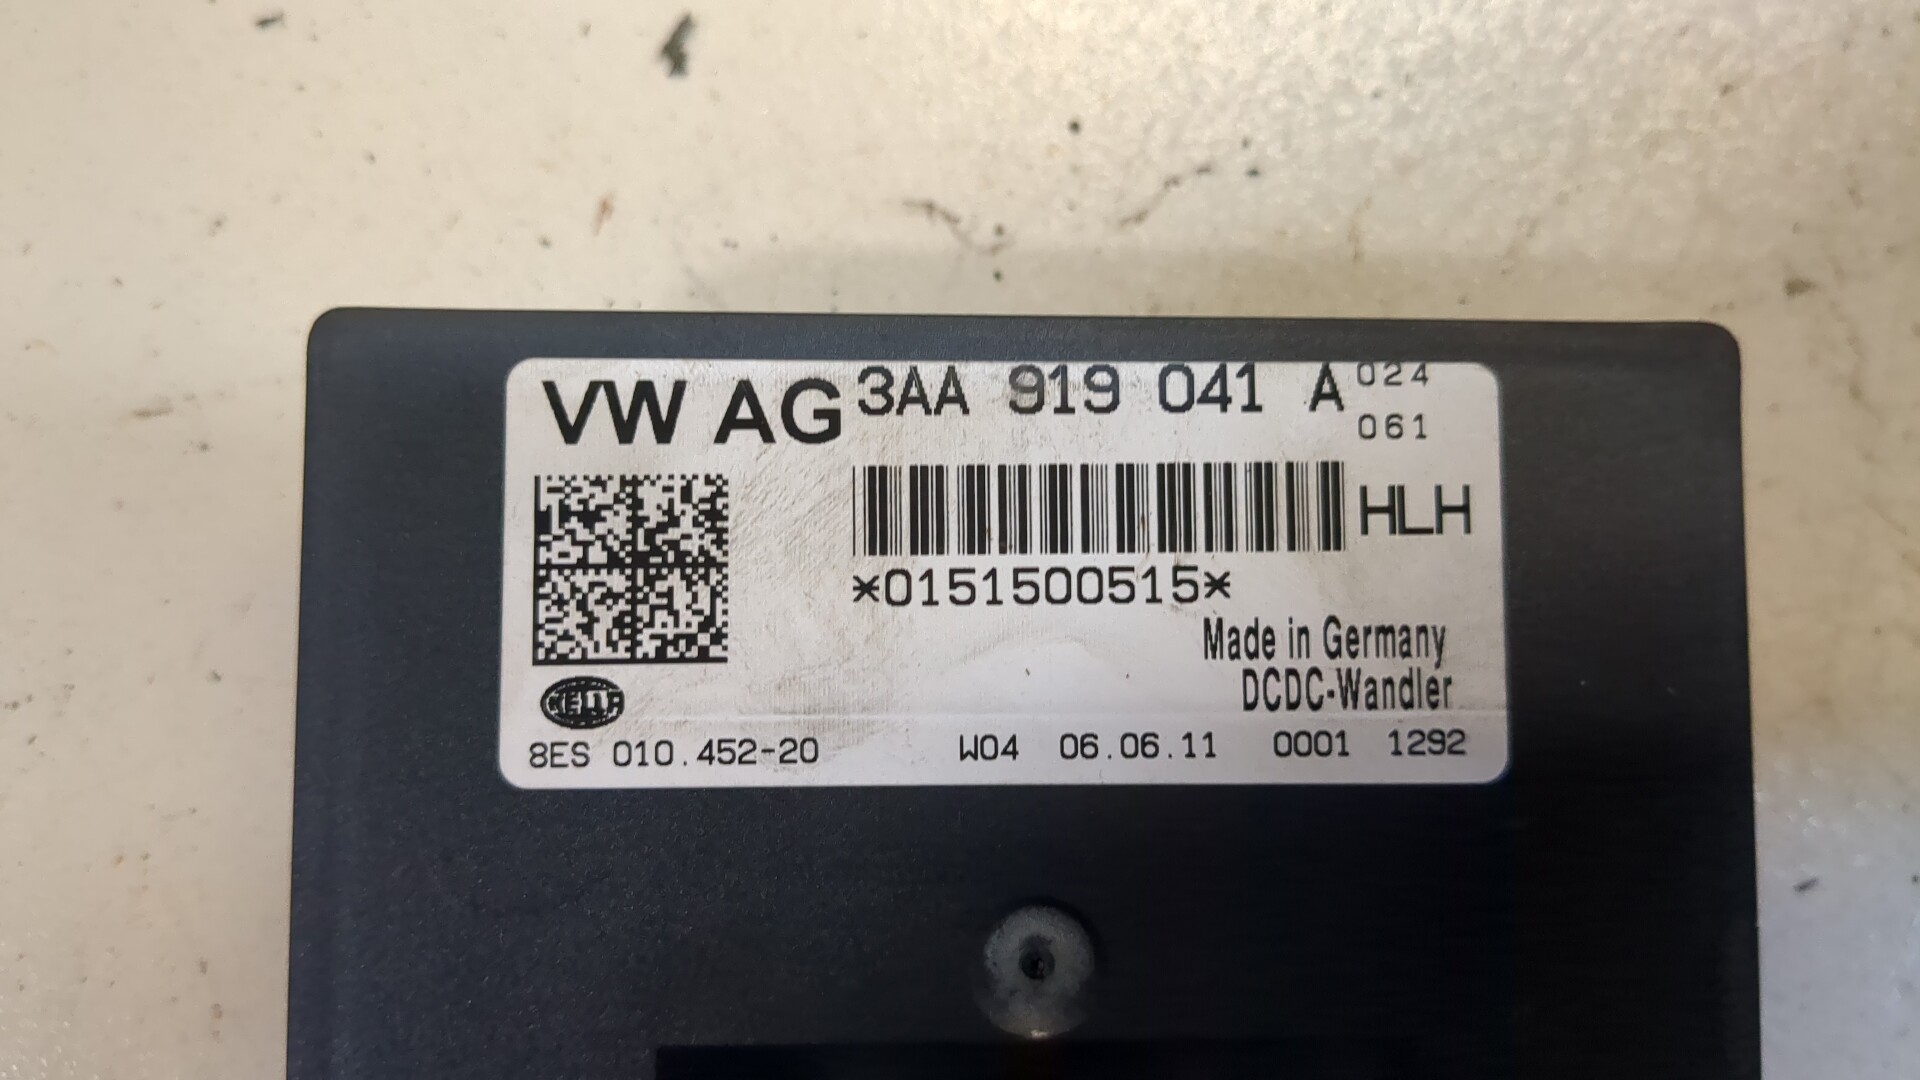 VW AG 3AA 919 041 A 024
061
HLH
*0151500515*
Made in Germany
DCDC-Wandler
HELLA
8ES 010.452-20 W04 06.06.11 0001 1292